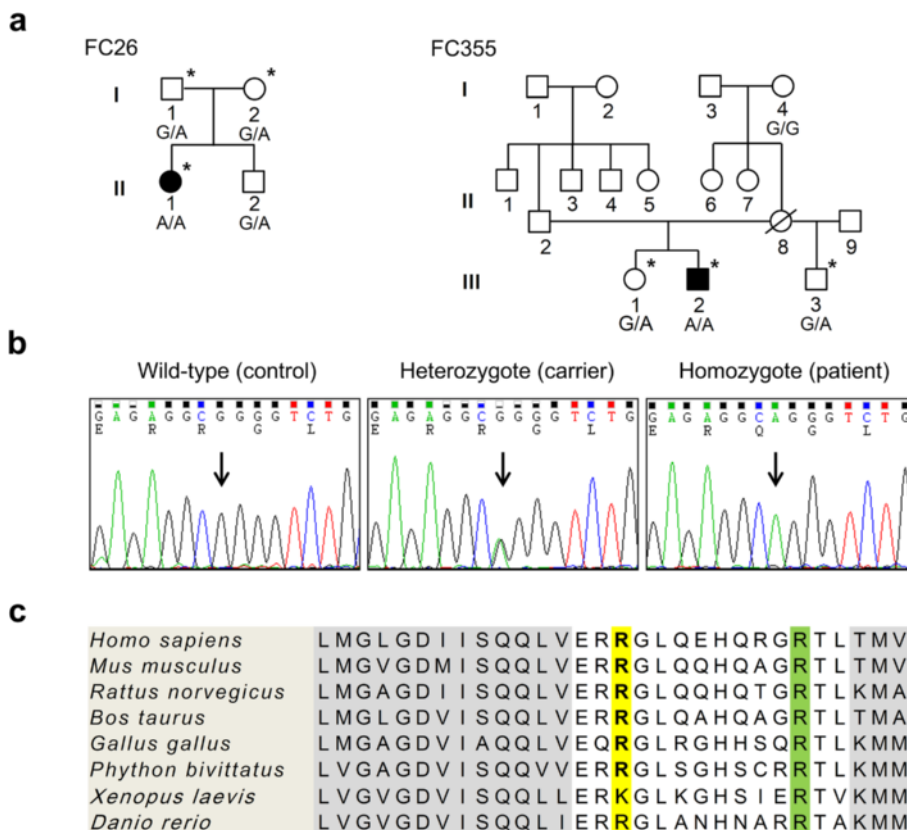 a
FC26
FC355
I
* *
1 2
G/A G/A
II
*
1 2
A/A G/A
I
1 2 3 4
G/G
II
1 3 4 5 6 7
2 8 9
III
* * *
1 2 3
G/A A/A G/A
b
Wild-type (control) Heterozygote (carrier) Homozygote (patient)
G A G A G G C G G G G T C T G
E R R G L
G A G A G G C G G G G T C T G
E R R G L
G A G A G G C A G G G T C T G
E R Q G L
c
Homo sapiens LMGLGDIISQQLVERRGLQEHQRGRTLTMV
Mus musculus LMGVGDMISQQLVERRGLQQHQAGRTLTMV
Rattus norvegicus LMGAGDIISQQLVERRGLQQHQTGRTLKMA
Bos taurus LMGLGDVISQQLVERRGLQAHQAGRTLTMA
Gallus gallus LMGAGDVIAQQLVEQRGLRGHHSQRTLKMM
Phython bivittatus LVGAGDVISQQVVERRGLSGHSCRRTLKMM
Xenopus laevis LVGVGDVISQQLLERKGLKGHSIERTVKMM
Danio rerio LVGVGDVISQQLIERRGLANHNARRTAKMM